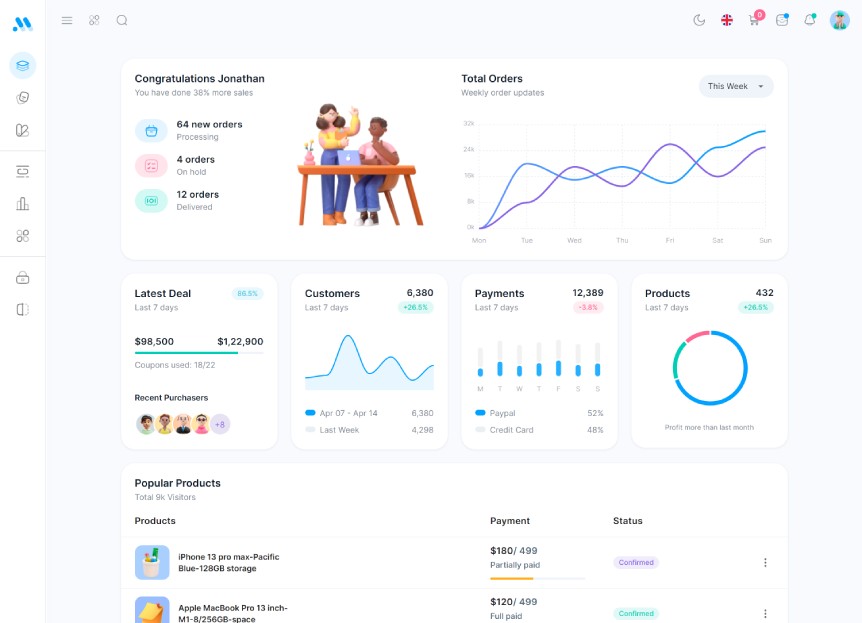 0
Congratulations Jonathan
You have done 38% more sales
64 new orders
Processing
4 orders
On hold
12 orders
Delivered
Total Orders
Weekly order updates
This Week
32k
24k
16k
8k
0k
Mon Tue Wed Thu Fri Sat Sun
Latest Deal
86.5%
Last 7 days
$98,500 $1,22,900
Coupons used: 18/22
Recent Purchasers
+8
Customers 6,380
Last 7 days +26.5%
Apr 07 - Apr 14 6,380
Last Week 4,298
Payments 12,389
Last 7 days -3.8%
M T W T F S S
Paypal 52%
Credit Card 48%
Products 432
Last 7 days +26.5%
Profit more than last month
Popular Products
Total 9k Visitors
Products Payment Status
iPhone 13 pro max-Pacific
Blue-128GB storage
$180/ 499
Partially paid
Confirmed
Apple MacBook Pro 13 inch-
M1-8/256GB-space
$120/ 499
Full paid
Confirmed